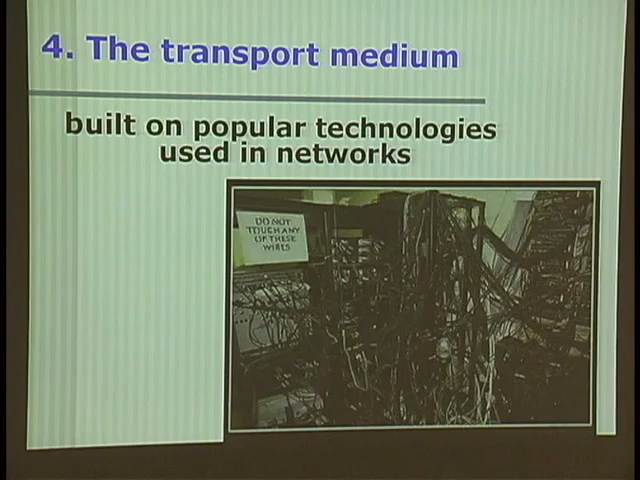 4. The transport medium
built on popular technologies
used in networks
DO NOT
TOUCH ANY
OF THESE
WIRES